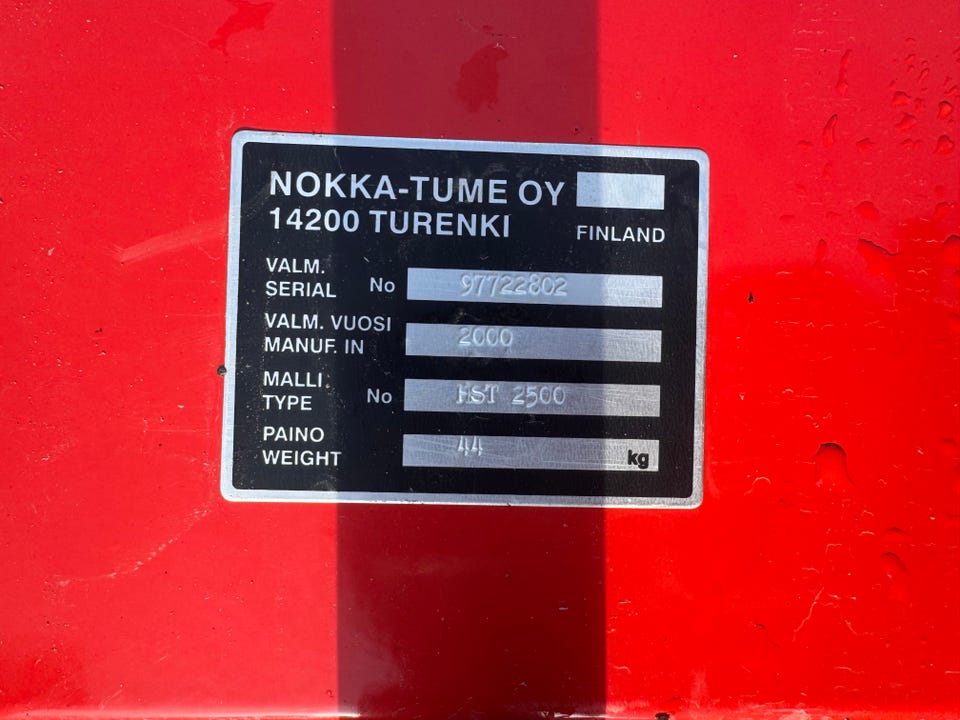 NOKKA-TUME OY
14200 TURENKI
FINLAND
VALM.
SERIAL No 97722802
VALM. VUOSI
MANUF. IN 2000
MALLI
TYPE No HST 2500
PAINO
WEIGHT 44 kg